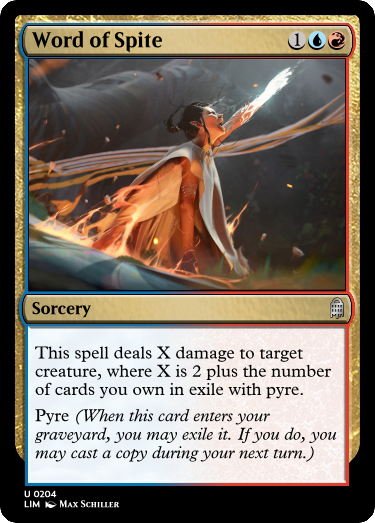 Word of Spite
1
Sorcery
This spell deals X damage to target
creature, where X is 2 plus the number
of cards you own in exile with pyre.
Pyre (When this card enters your
graveyard, you may exile it. If you do, you
may cast a copy during your next turn.)
U 0204
LIM Max Schiller